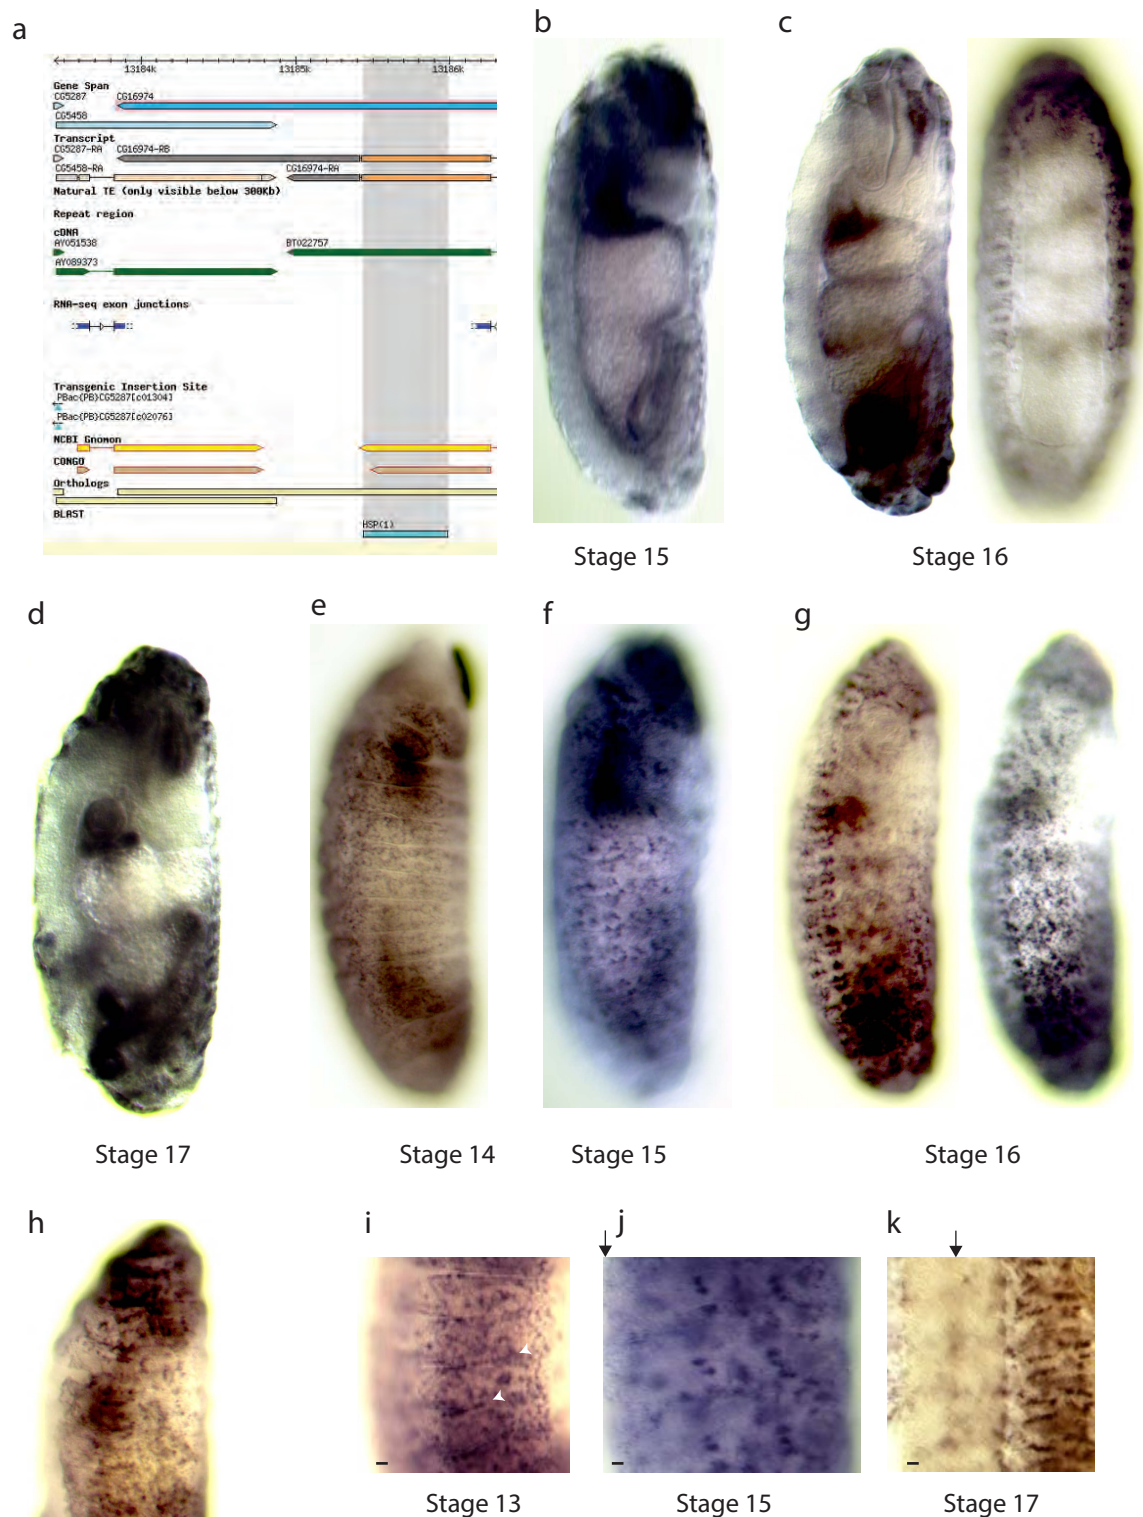 a
b
c
13184k 13185k 13186k
Gene Span
CG5287 CG16974
CG5458
Transcript
CG5287-RA CG16974-RB
CG5458-RA CG16974-RA
Natural TE (only visible below 300Kb)
Repeat region
cDNA
AY051538 BT022757
AY089373
RNA-seq exon junctions
Transgenic Insertion Site
PBac{PB}CG5287[c01304]
PBac{PB}CG5287[c02076]
NCBI Gnomon
CONGO
Orthologs
BLAST
HSP(1)
Stage 15
Stage 16
d
e
f
g
Stage 17
Stage 14
Stage 15
Stage 16
h
i
j
k
Stage 13
Stage 15
Stage 17